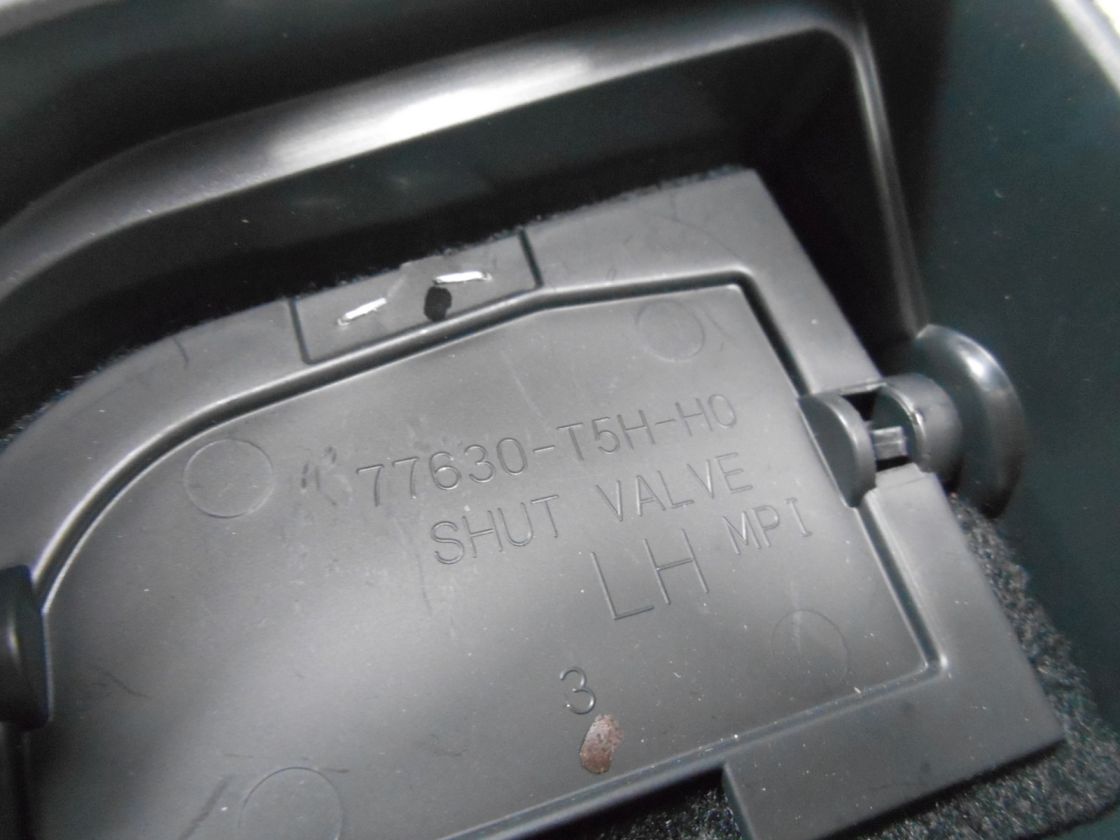 77630-T5H-H0
SHUT VALVE
LH MPI
3